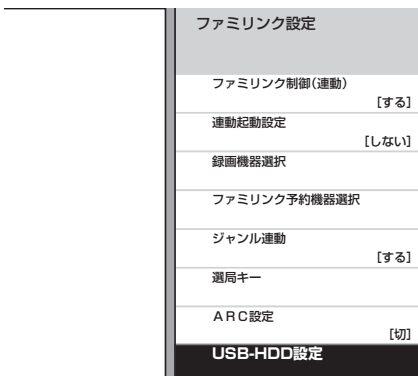 ファミリンク設定
ファミリンク制御(連動)
[する]
連動起動設定
[しない]
録画機器選択
ファミリンク予約機器選択
ジャンル連動
[する]
選局キー
ARC設定
[切]
USB-HDD設定